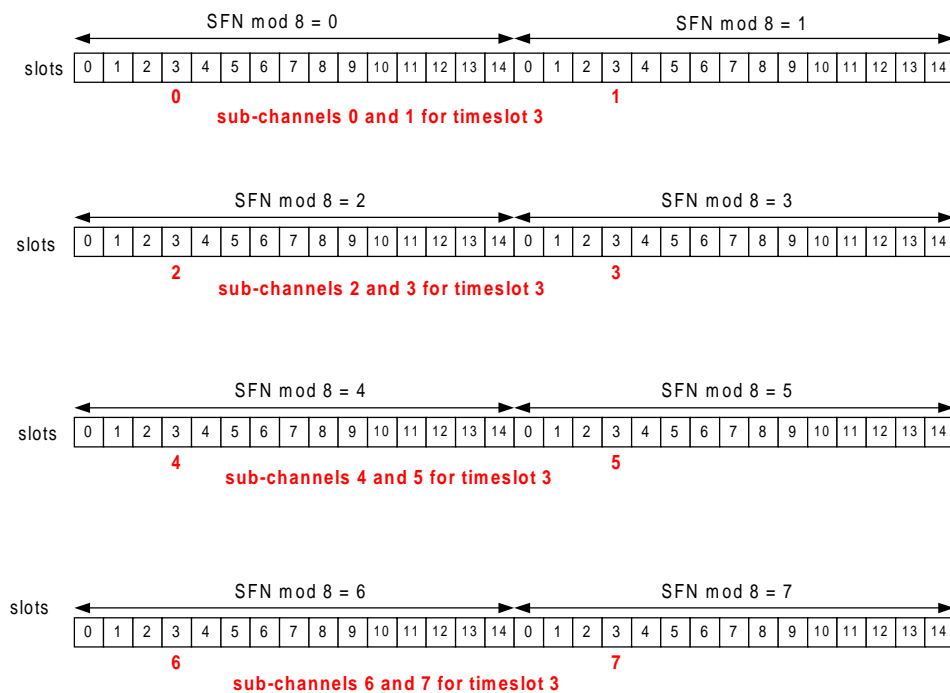 SFN mod 8 = 0 SFN mod 8 = 1
slots 0 1 2 3 4 5 6 7 8 9 10 11 12 13 14 0 1 2 3 4 5 6 7 8 9 10 11 12 13 14
0 1
sub-channels 0 and 1 for timeslot 3
SFN mod 8 = 2 SFN mod 8 = 3
slots 0 1 2 3 4 5 6 7 8 9 10 11 12 13 14 0 1 2 3 4 5 6 7 8 9 10 11 12 13 14
2 3
sub-channels 2 and 3 for timeslot 3
SFN mod 8 = 4 SFN mod 8 = 5
slots 0 1 2 3 4 5 6 7 8 9 10 11 12 13 14 0 1 2 3 4 5 6 7 8 9 10 11 12 13 14
4 5
sub-channels 4 and 5 for timeslot 3
SFN mod 8 = 6 SFN mod 8 = 7
slots
0 1 2 3 4 5 6 7 8 9 10 11 12 13 14 0 1 2 3 4 5 6 7 8 9 10 11 12 13 14
6 7
sub-channels 6 and 7 for timeslot 3